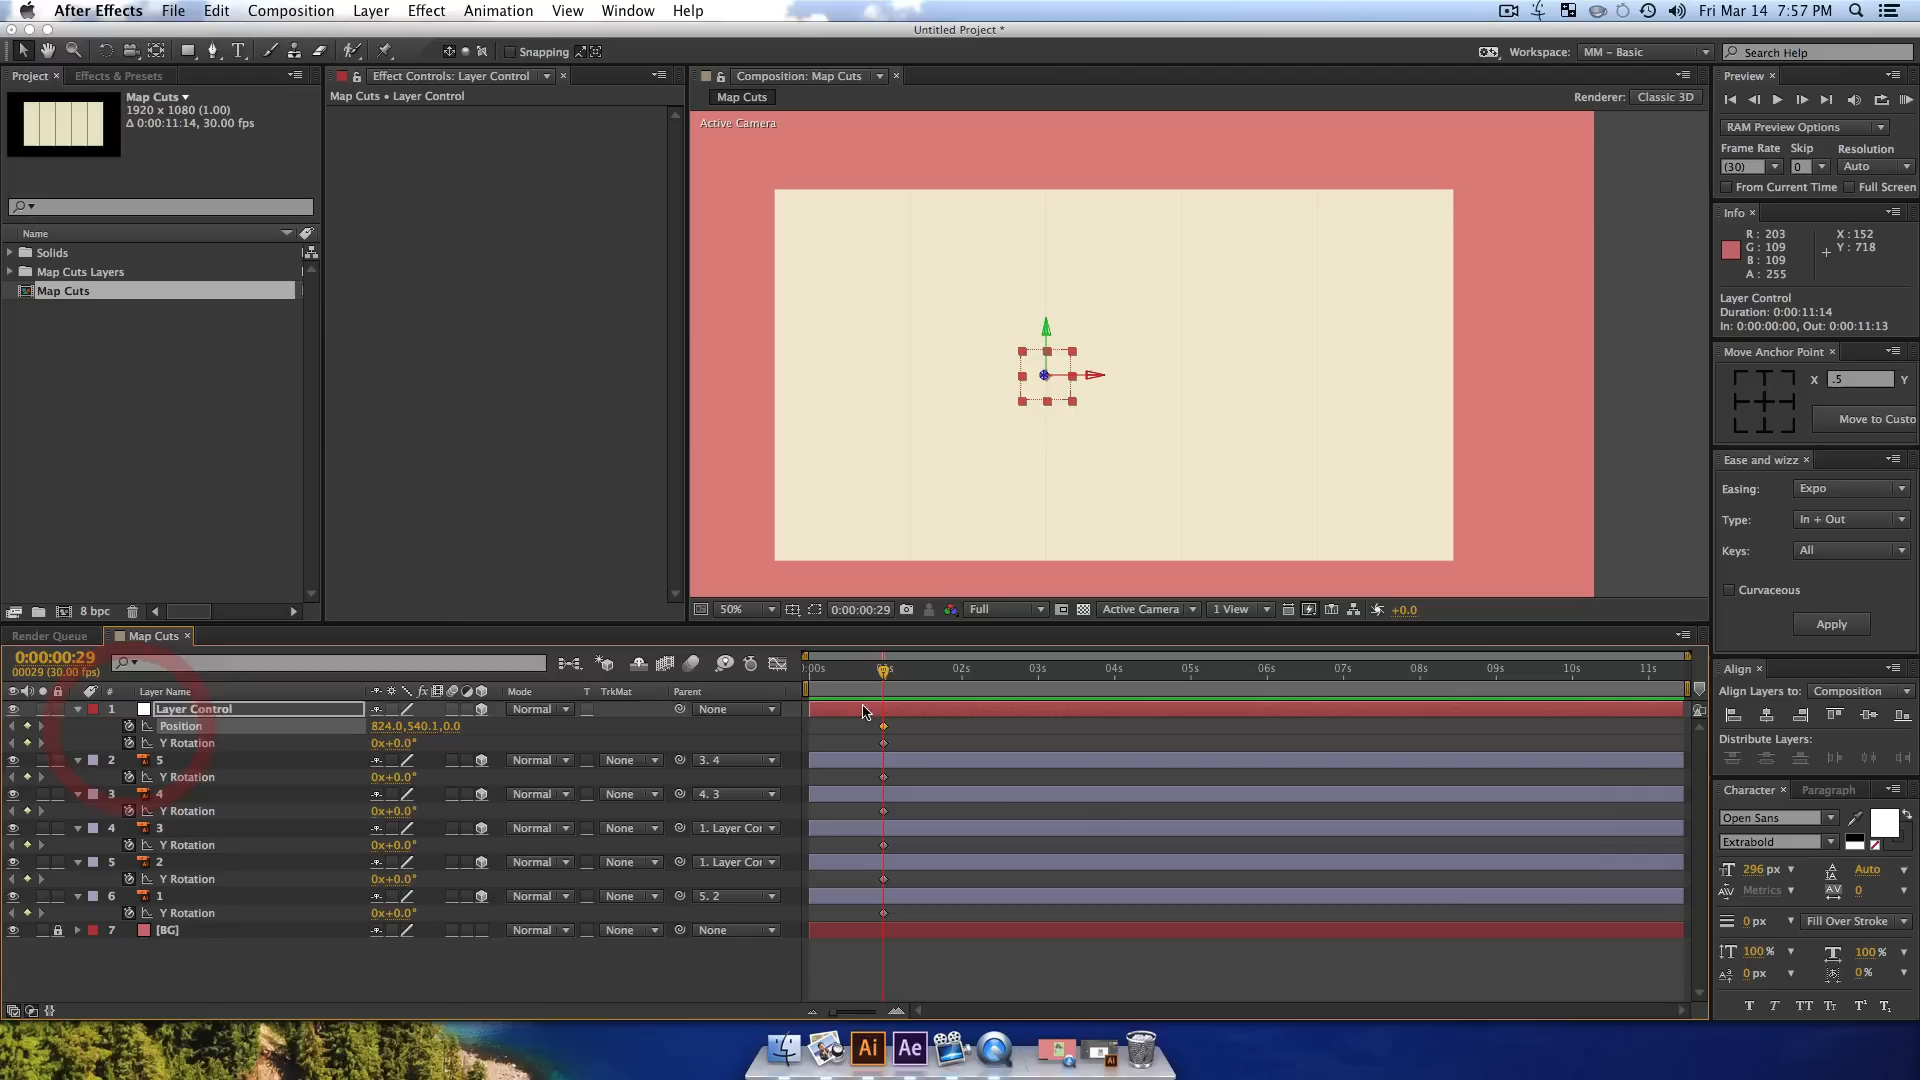 After Effects File Edit Composition Layer Effect Animation View Window Help Fri Mar 14 7:57 PM
Untitled Project *
Snapping Workspace: MM - Basic Search Help
Project Effects & Presets
Map Cuts
1920 x 1080 (1.00)
Δ 0:00:11:14, 30.00 fps
Name
Solids
Map Cuts Layers
Map Cuts
8 bpc
Effect Controls: Layer Control
Map Cuts • Layer Control
Composition: Map Cuts
Map Cuts Renderer: Classic 3D
Active Camera
50% 0:00:00:29 Full Active Camera 1 View +0.0
Preview
RAM Preview Options
Frame Rate Skip Resolution
(30) 0 Auto
From Current Time Full Screen
Info
R: 203 X: 152
G: 109 Y: 718
B: 109
A: 255
Layer Control
Duration: 0:00:11:14
In: 0:00:00:00, Out: 0:00:11:13
Move Anchor Point
X .5 Y
Move to Custo
Ease and wizz
Easing: Expo
Type: In + Out
Keys: All
Curvaceous
Apply
Align
Align Layers to: Composition
Distribute Layers:
Character Paragraph
Open Sans
Extrabold
296 px Auto
Metrics 0
0 px Fill Over Stroke
100 % 100 %
0 px 0 %
T T TT Tr T¹ T₁
Render Queue Map Cuts
0:00:00:29
00029 (30.00 fps)
:00s 02s 03s 04s 05s 06s 07s 08s 09s 10s 11s
# Layer Name Mode T TrkMat Parent
1 Layer Control Normal None
Position 824.0,540.1,0.0
Y Rotation 0x+0.0°
2 5 Normal None 3. 4
Y Rotation 0x+0.0°
3 4 Normal None 4. 3
Y Rotation 0x+0.0°
4 3 Normal None 1. Layer Cor
Y Rotation 0x+0.0°
5 2 Normal None 1. Layer Cor
Y Rotation 0x+0.0°
6 1 Normal None 5. 2
Y Rotation 0x+0.0°
7 [BG] Normal None None
Ai Ae